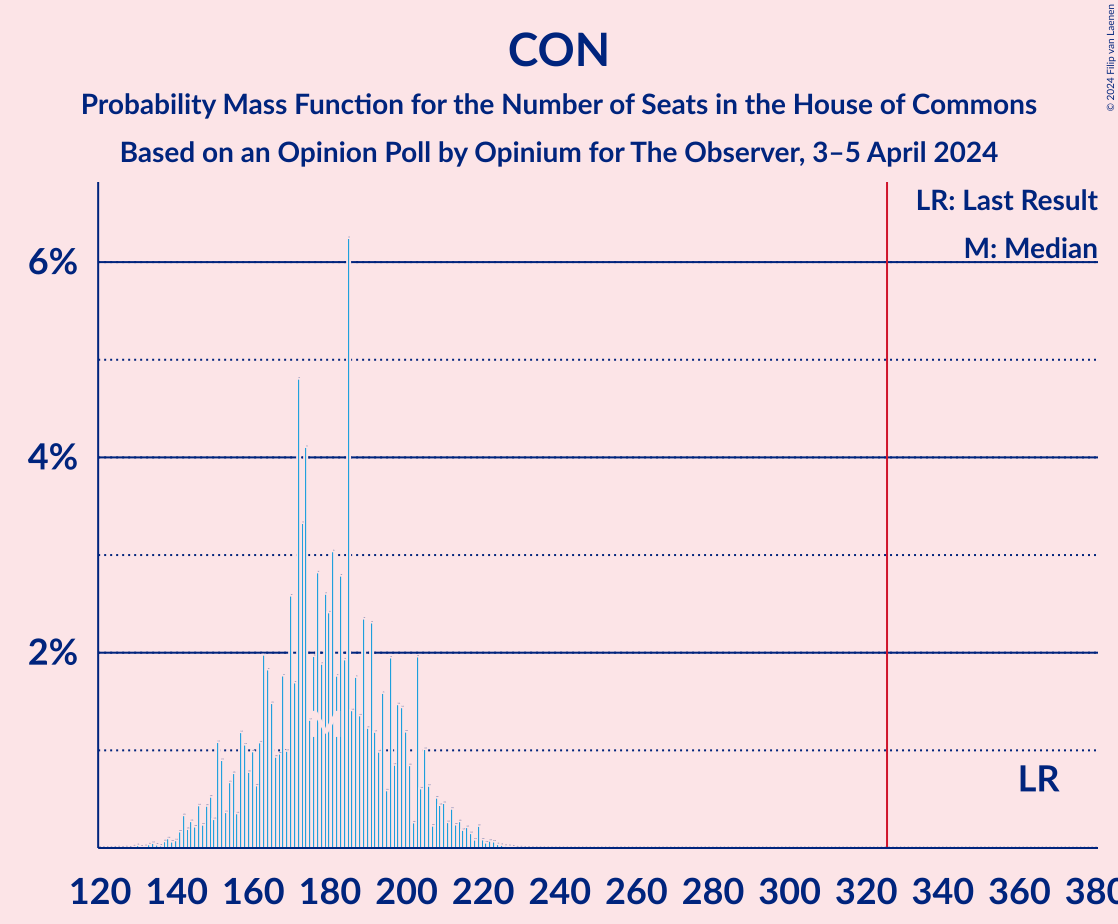 CON
Probability Mass Function for the Number of Seats in the House of Commons
Based on an Opinion Poll by Opinium for The Observer, 3–5 April 2024
© 2024 Filip van Laenen
LR: Last Result
M: Median
6%
4%
2%
LR
120 140 160 180 200 220 240 260 280 300 320 340 360 380